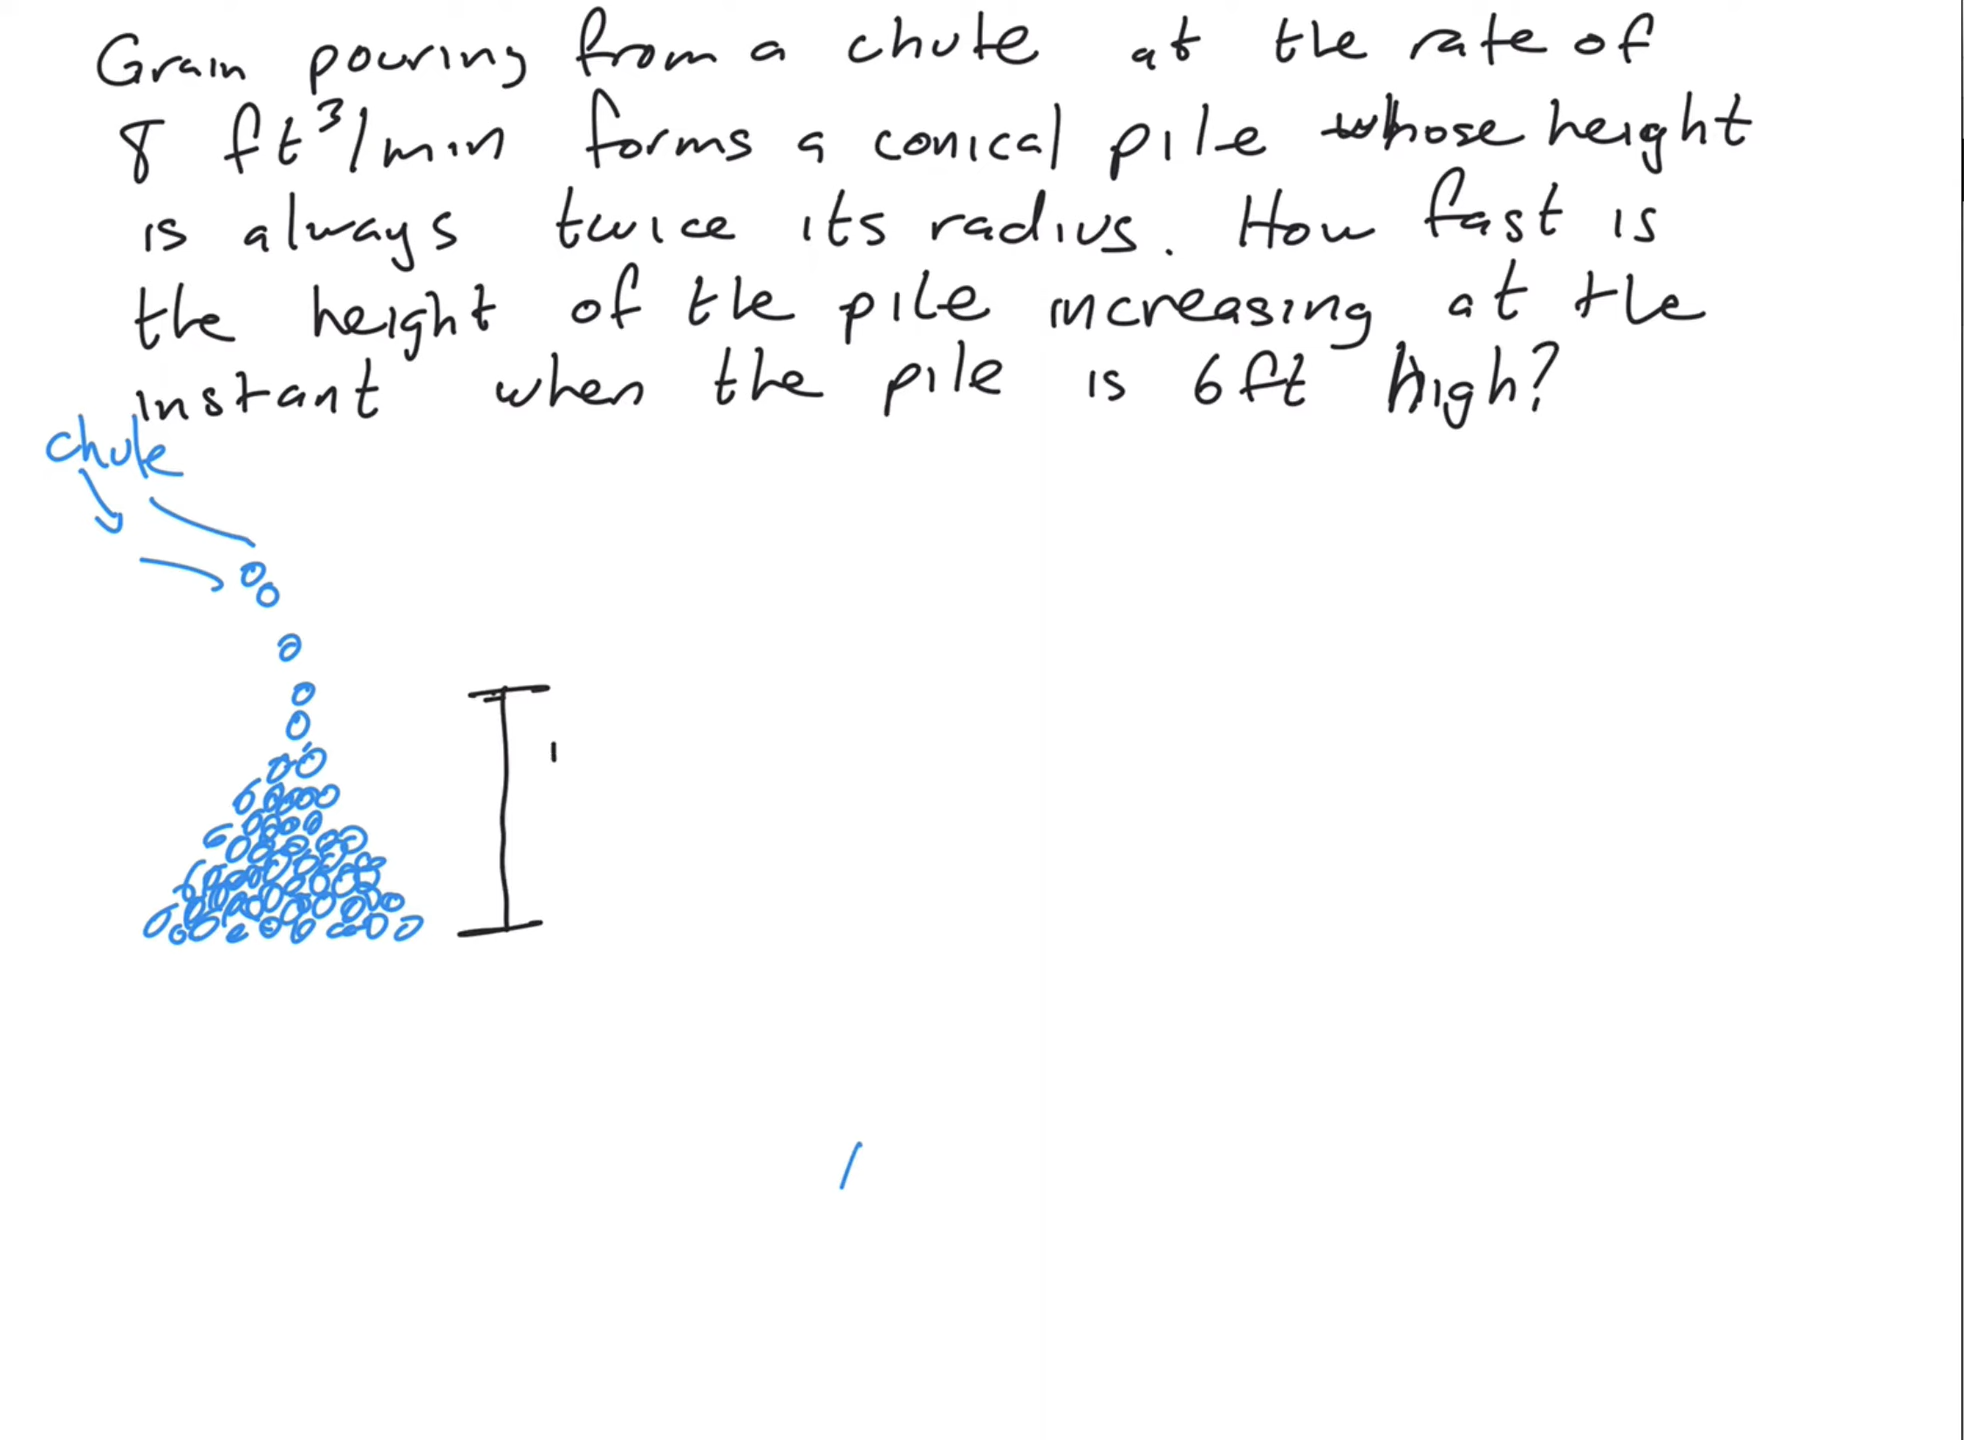 Grain pouring from a chute at the rate of
8 ft³/min forms a conical pile whose height
is always twice its radius. How fast is
the height of the pile increasing at the
instant when the pile is 6ft high?
chute